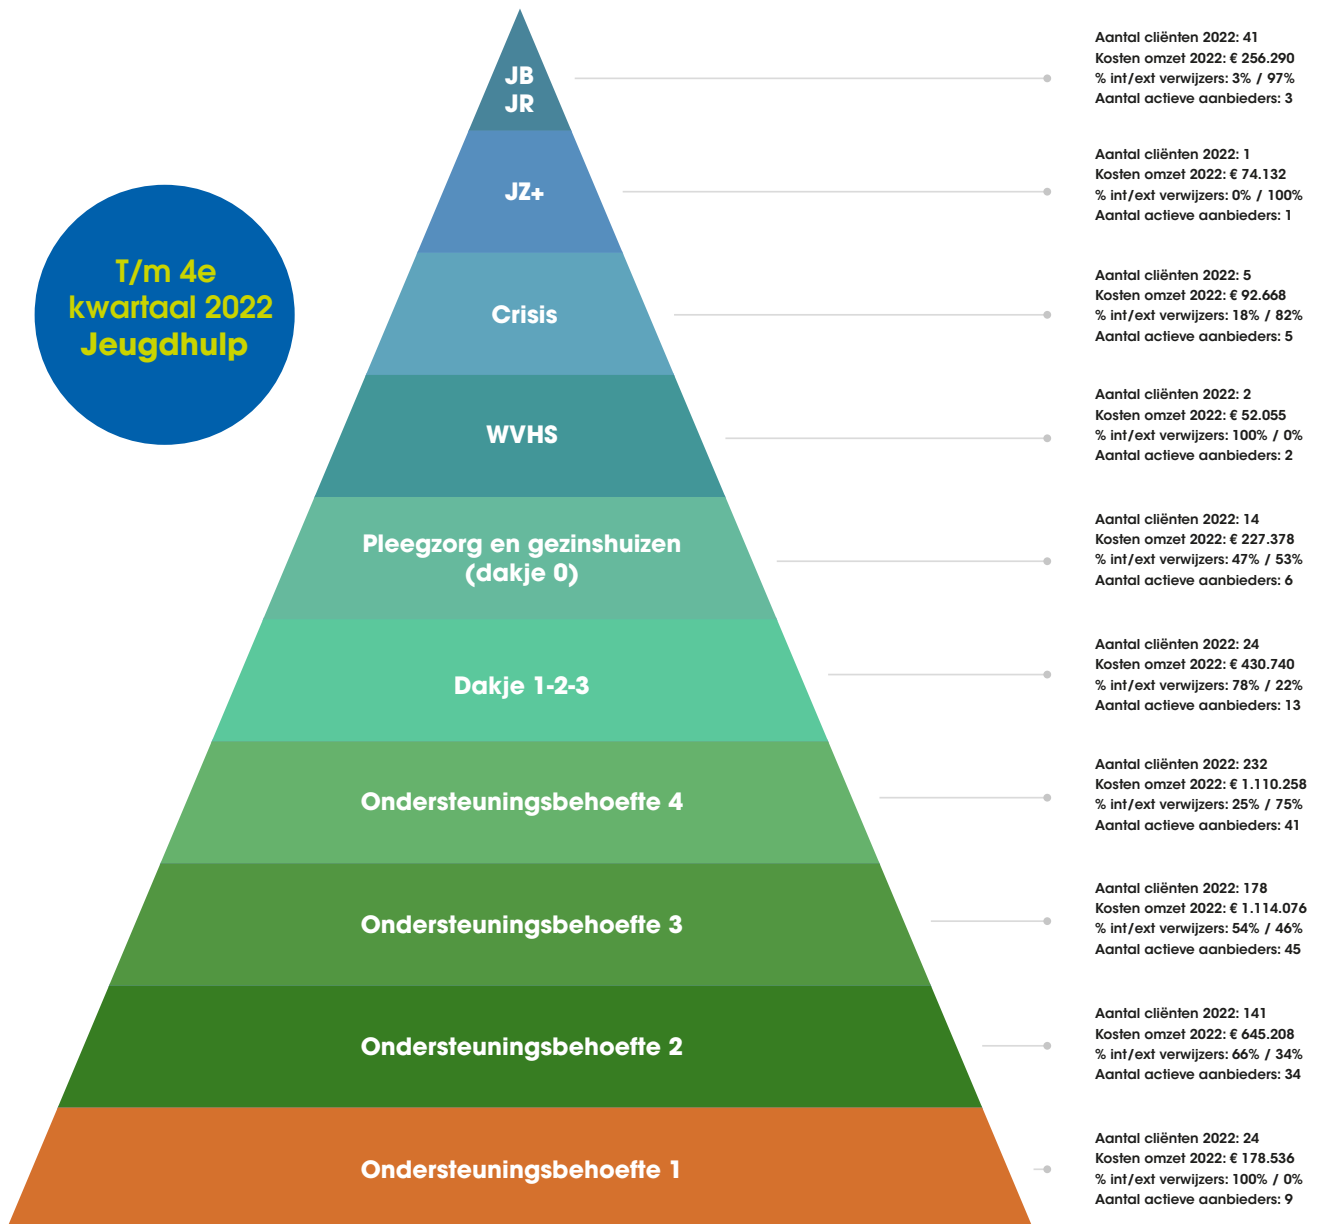 JB
JR
Aantal cliënten 2022: 41
Kosten omzet 2022: € 256.290
% int/ext verwijzers: 3% / 97%
Aantal actieve aanbieders: 3
JZ+
Aantal cliënten 2022: 1
Kosten omzet 2022: € 74.132
% int/ext verwijzers: 0% / 100%
Aantal actieve aanbieders: 1
T/m 4e
kwartaal 2022
Jeugdhulp
Crisis
Aantal cliënten 2022: 5
Kosten omzet 2022: € 92.668
% int/ext verwijzers: 18% / 82%
Aantal actieve aanbieders: 5
WVHS
Aantal cliënten 2022: 2
Kosten omzet 2022: € 52.055
% int/ext verwijzers: 100% / 0%
Aantal actieve aanbieders: 2
Pleegzorg en gezinshuizen
(dakje 0)
Aantal cliënten 2022: 14
Kosten omzet 2022: € 227.378
% int/ext verwijzers: 47% / 53%
Aantal actieve aanbieders: 6
Dakje 1-2-3
Aantal cliënten 2022: 24
Kosten omzet 2022: € 430.740
% int/ext verwijzers: 78% / 22%
Aantal actieve aanbieders: 13
Ondersteuningsbehoefte 4
Aantal cliënten 2022: 232
Kosten omzet 2022: € 1.110.258
% int/ext verwijzers: 25% / 75%
Aantal actieve aanbieders: 41
Ondersteuningsbehoefte 3
Aantal cliënten 2022: 178
Kosten omzet 2022: € 1.114.076
% int/ext verwijzers: 54% / 46%
Aantal actieve aanbieders: 45
Ondersteuningsbehoefte 2
Aantal cliënten 2022: 141
Kosten omzet 2022: € 645.208
% int/ext verwijzers: 66% / 34%
Aantal actieve aanbieders: 34
Ondersteuningsbehoefte 1
Aantal cliënten 2022: 24
Kosten omzet 2022: € 178.536
% int/ext verwijzers: 100% / 0%
Aantal actieve aanbieders: 9